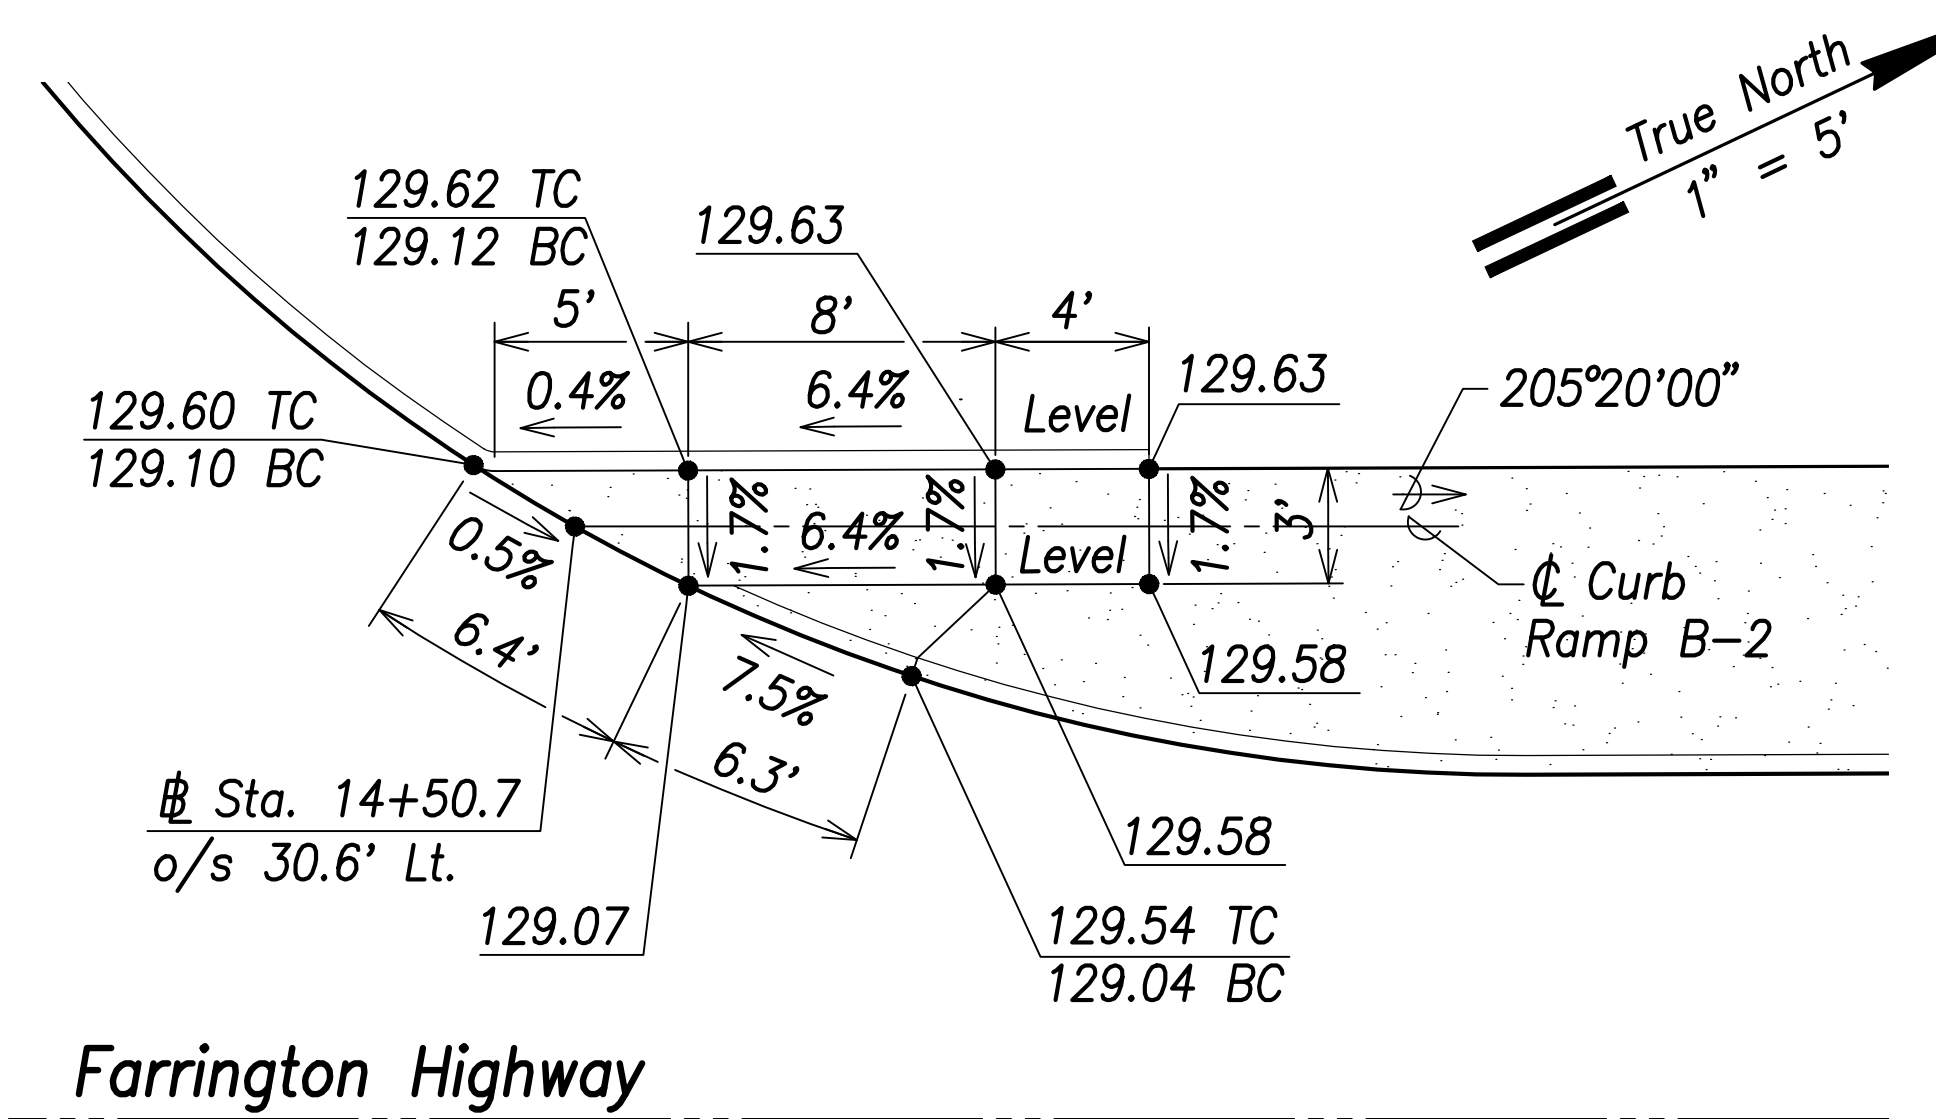 True North
1" = 5'
129.62 TC
129.12 BC
129.63
5'
8'
4'
0.4%
6.4%
Level
129.63
205°20'00"
129.60 TC
129.10 BC
1.7%
6.4%
1.7%
Level
1.7%
3'
0.5%
6.4'
℄ Curb
Ramp B-2
7.5%
6.3'
129.58
BL Sta. 14+50.7
o/s 30.6' Lt.
129.58
129.07
129.54 TC
129.04 BC
Farrington Highway